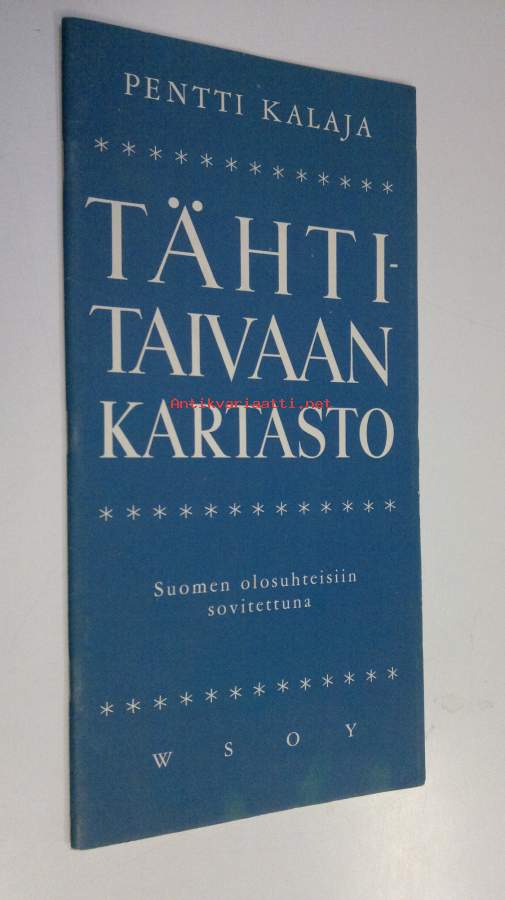 PENTTI KALAJA
* * * * * * * * * * * *
TÄHTI-
TAIVAAN
Antikvariaatti.net
KARTASTO
* * * * * * * * * * * * *
Suomen olosuhteisiin
sovitettuna
* * * * * * * * * * * * *
W S O Y